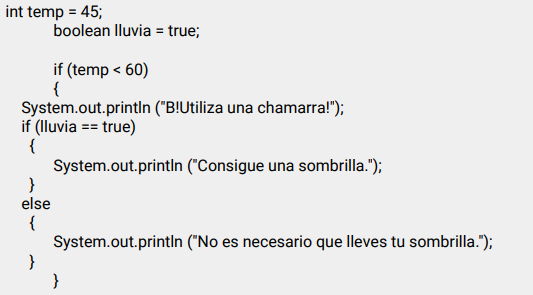 int temp = 45;
boolean lluvia = true;
if (temp < 60)
{
System.out.println ("B!Utiliza una chamarra!");
if (lluvia == true)
{
System.out.println ("Consigue una sombrilla.");
}
else
{
System.out.println ("No es necesario que lleves tu sombrilla.");
}
}